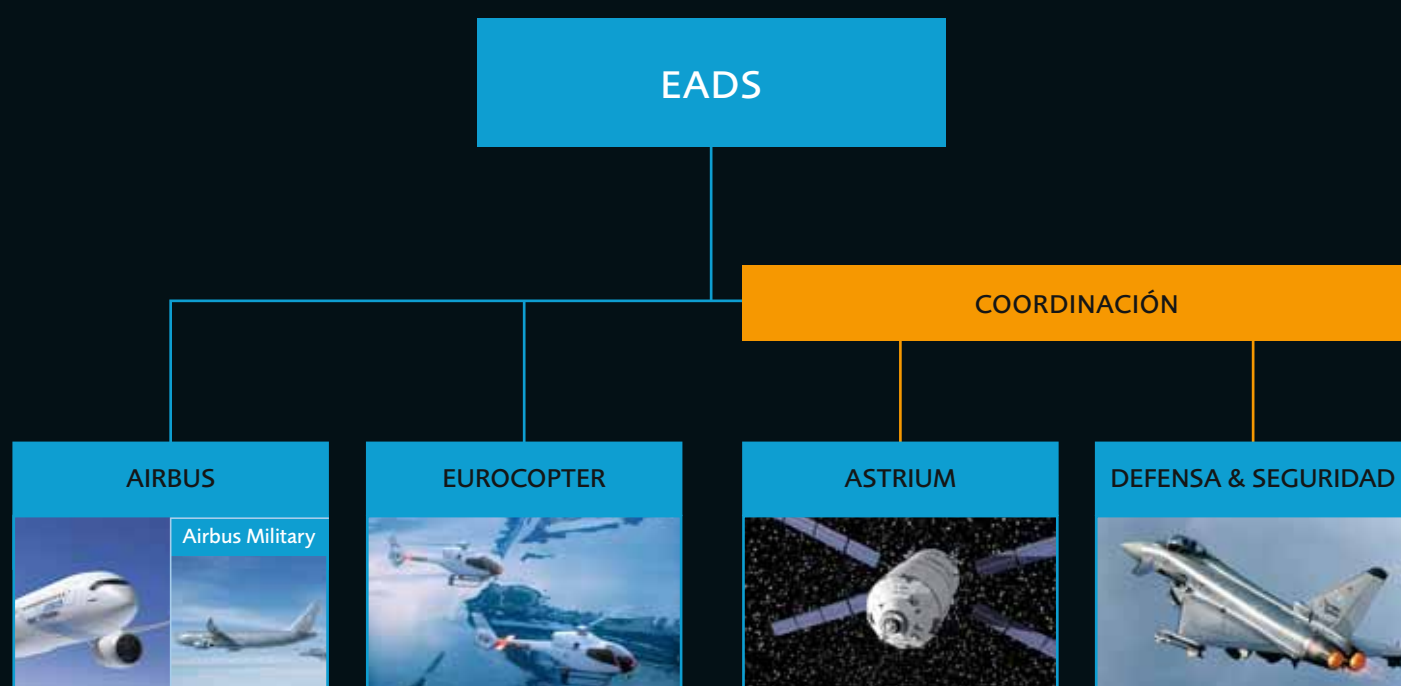 EADS
COORDINACIÓN
AIRBUS
EUROCOPTER
ASTRIUM
DEFENSA & SEGURIDAD
Airbus Military